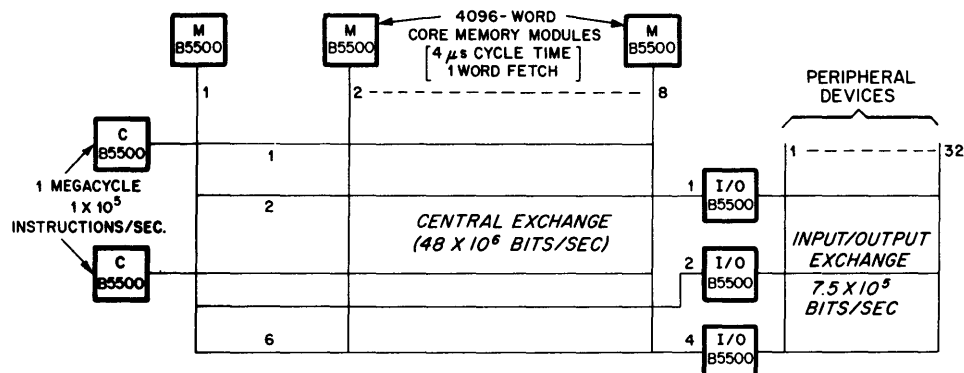 M
B5500
M
B5500
4096-WORD
CORE MEMORY MODULES
[4 μs CYCLE TIME
1 WORD FETCH]
M
B5500
1
2
8
PERIPHERAL
DEVICES
1
32
C
B5500
1
1 MEGACYCLE
1 X 10⁵
INSTRUCTIONS/SEC.
2
CENTRAL EXCHANGE
(48 X 10⁶ BITS/SEC)
1
I/O
B5500
C
B5500
2
I/O
B5500
INPUT/OUTPUT
EXCHANGE
7.5 X 10⁵
BITS/SEC
6
4
I/O
B5500